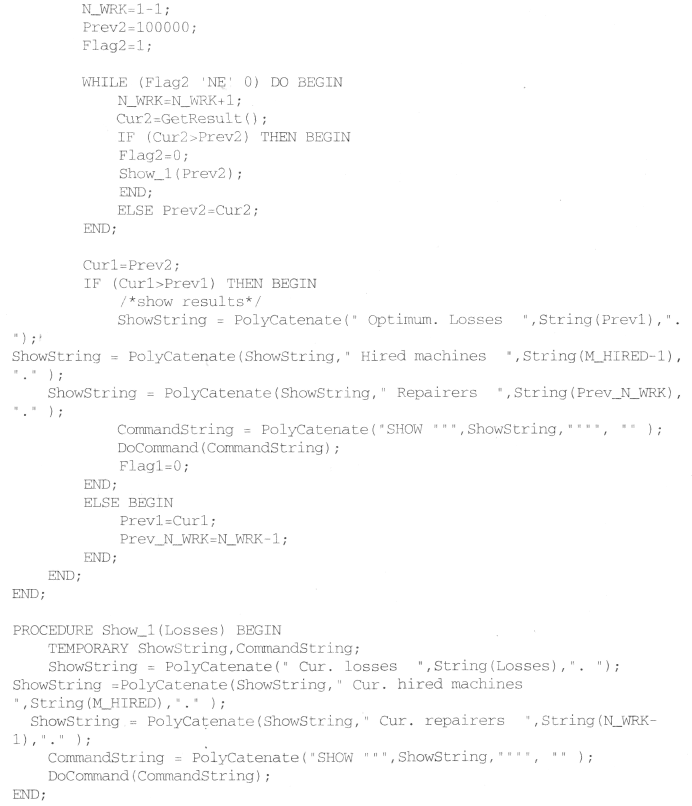 N_WRK=1-1;
Prev2=100000;
Flag2=1;
WHILE (Flag2 'NE' 0) DO BEGIN
N_WRK=N_WRK+1;
Cur2=GetResult();
IF (Cur2>Prev2) THEN BEGIN
Flag2=0;
Show_1(Prev2);
END;
ELSE Prev2=Cur2;
END;
Cur1=Prev2;
IF (Cur1>Prev1) THEN BEGIN
/*show results*/
ShowString = PolyCatenate(" Optimum. Losses  ",String(Prev1),".
");
ShowString = PolyCatenate(ShowString," Hired machines  ",String(M_HIRED-1),
"." );
ShowString = PolyCatenate(ShowString," Repairers  ",String(Prev_N_WRK),
"." );
CommandString = PolyCatenate("SHOW """,ShowString,"""", "" );
DoCommand(CommandString);
Flag1=0;
END;
ELSE BEGIN
Prev1=Cur1;
Prev_N_WRK=N_WRK-1;
END;
END;
END;
PROCEDURE Show_1(Losses) BEGIN
TEMPORARY ShowString,CommandString;
ShowString = PolyCatenate(" Cur. losses  ",String(Losses),". ");
ShowString =PolyCatenate(ShowString," Cur. hired machines
",String(M_HIRED),"." );
ShowString = PolyCatenate(ShowString," Cur. repairers  ",String(N_WRK-
1),"." );
CommandString = PolyCatenate("SHOW """,ShowString,"""", "" );
DoCommand(CommandString);
END;